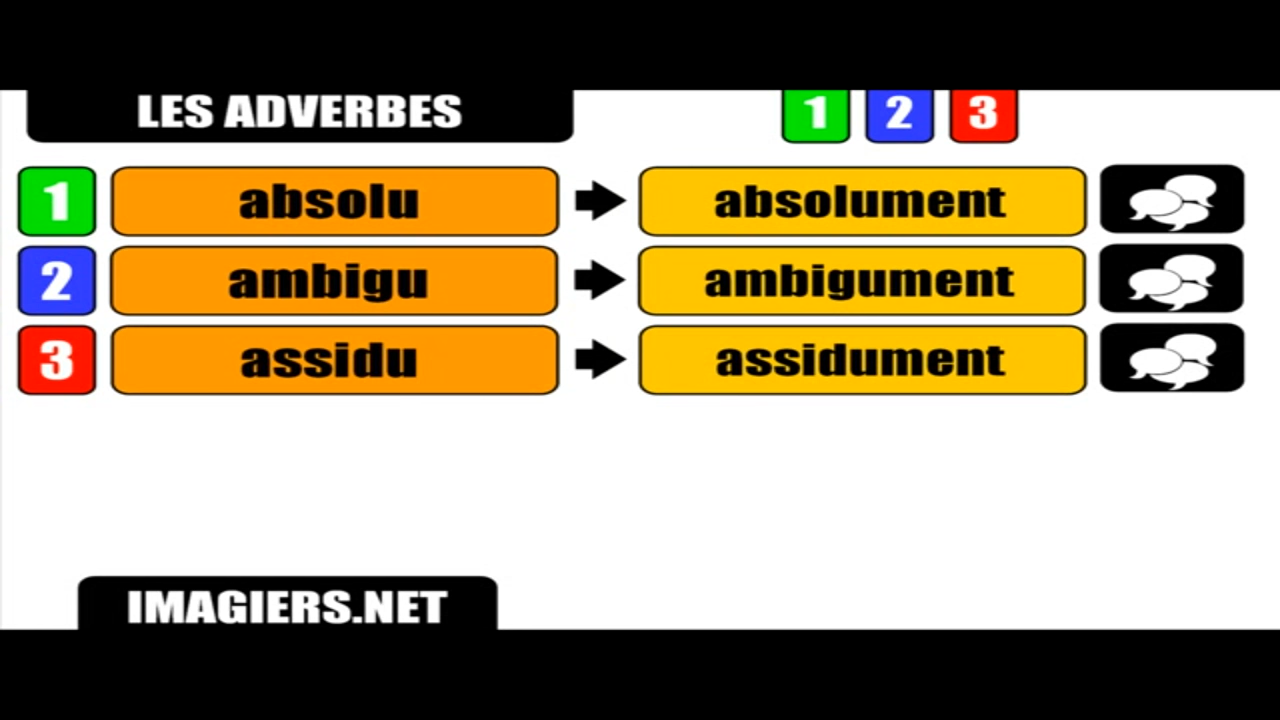 LES ADVERBES 1 2 3
1 absolu absolument
2 ambigu ambigument
3 assidu assidument
IMAGIERS.NET